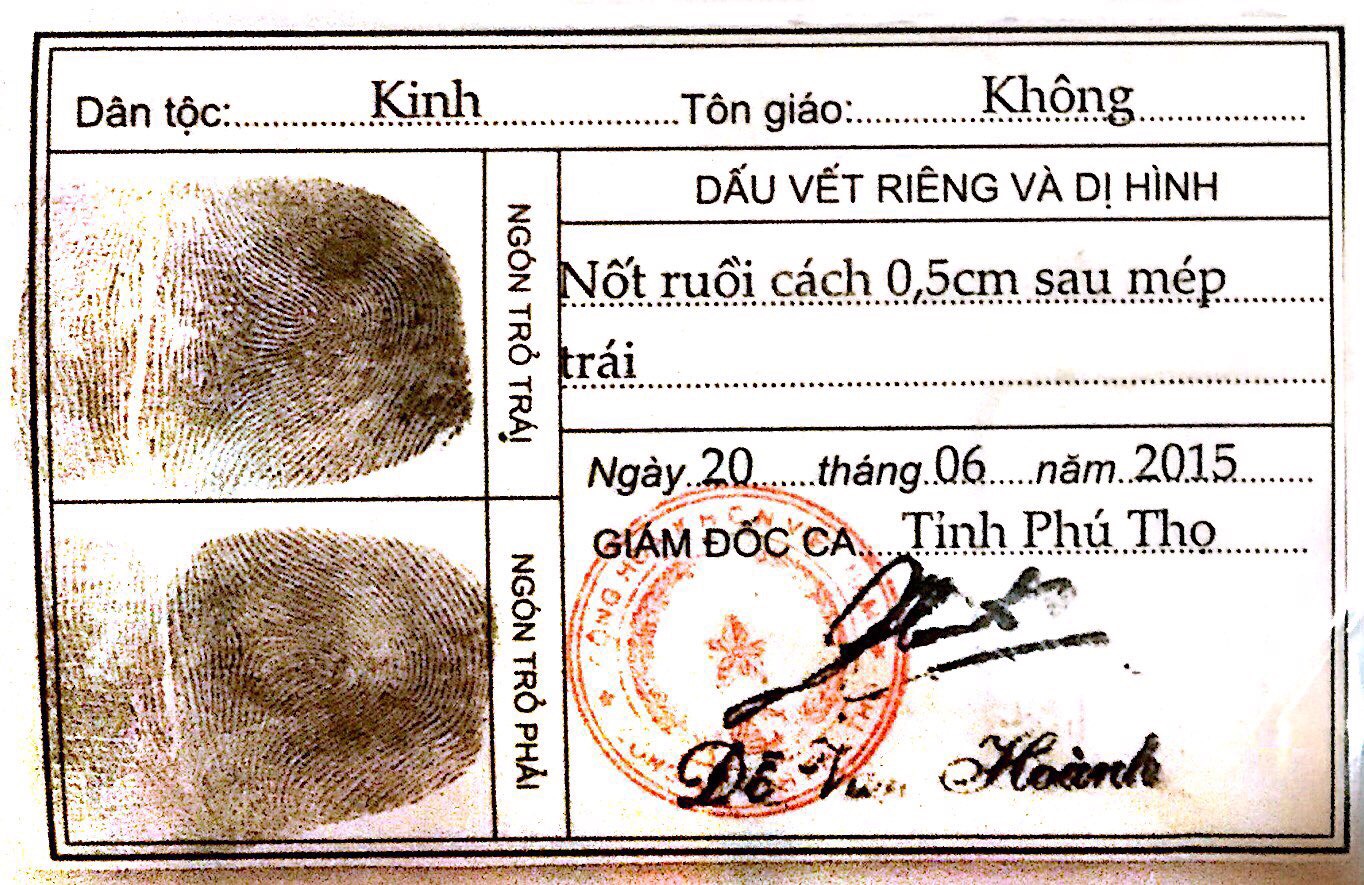 Dân tộc: Kinh Tôn giáo: Không
NGÓN TRỎ TRÁI
DẤU VẾT RIÊNG VÀ DỊ HÌNH
Nốt ruồi cách 0,5cm sau mép
trái
Ngày 20 tháng 06 năm 2015
GIÁM ĐỐC CA Tỉnh Phú Thọ
NGÓN TRỎ PHẢI
Đỗ Văn Hoành